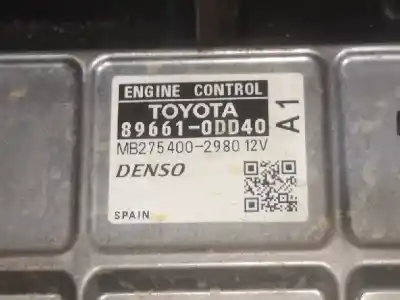 ENGINE CONTROL
TOYOTA
89661-0DD40
A1
MB275400-2980 12V
DENSO
SPAIN